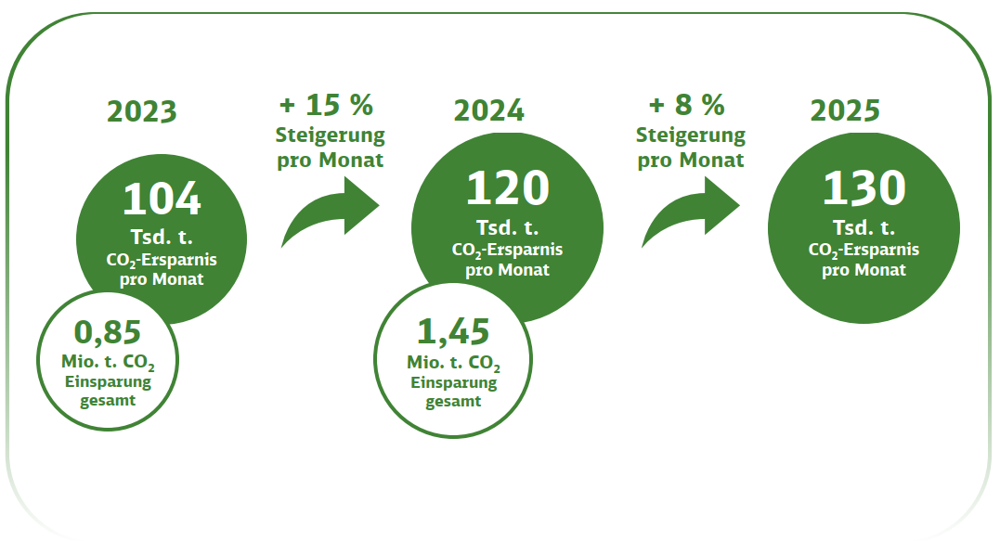 2023
104
Tsd. t.
CO₂-Ersparnis
pro Monat
0,85
Mio. t. CO₂
Einsparung
gesamt
+ 15 %
Steigerung
pro Monat
2024
120
Tsd. t.
CO₂-Ersparnis
pro Monat
1,45
Mio. t. CO₂
Einsparung
gesamt
+ 8 %
Steigerung
pro Monat
2025
130
Tsd. t.
CO₂-Ersparnis
pro Monat